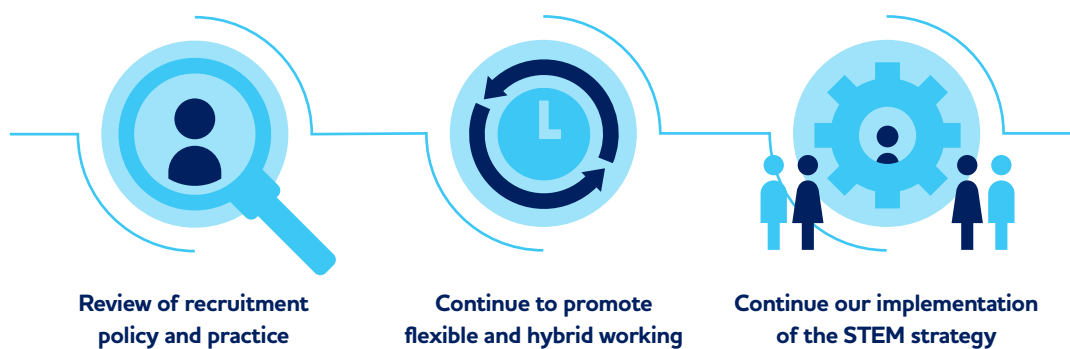 Review of recruitment
policy and practice
Continue to promote
flexible and hybrid working
Continue our implementation
of the STEM strategy